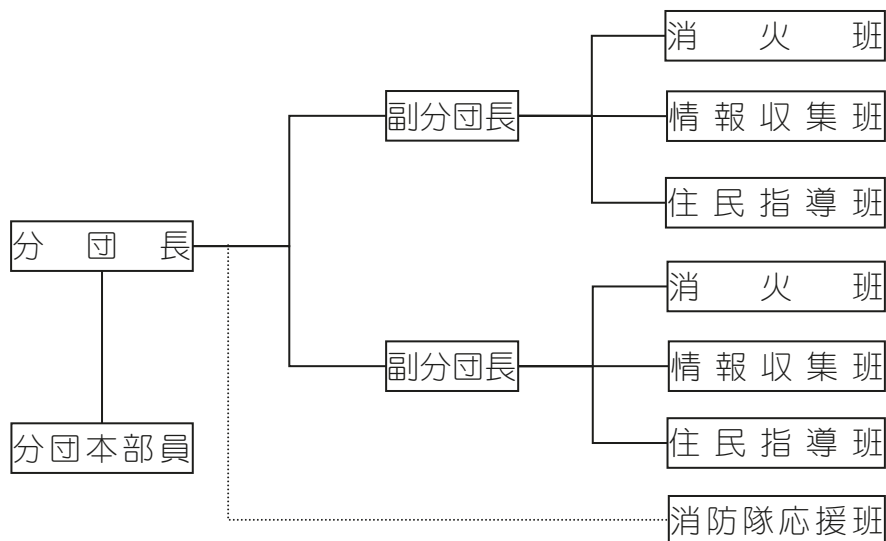 消火班
副分団長
情報収集班
住民指導班
分団長
消火班
副分団長
情報収集班
住民指導班
分団本部員
消防隊応援班